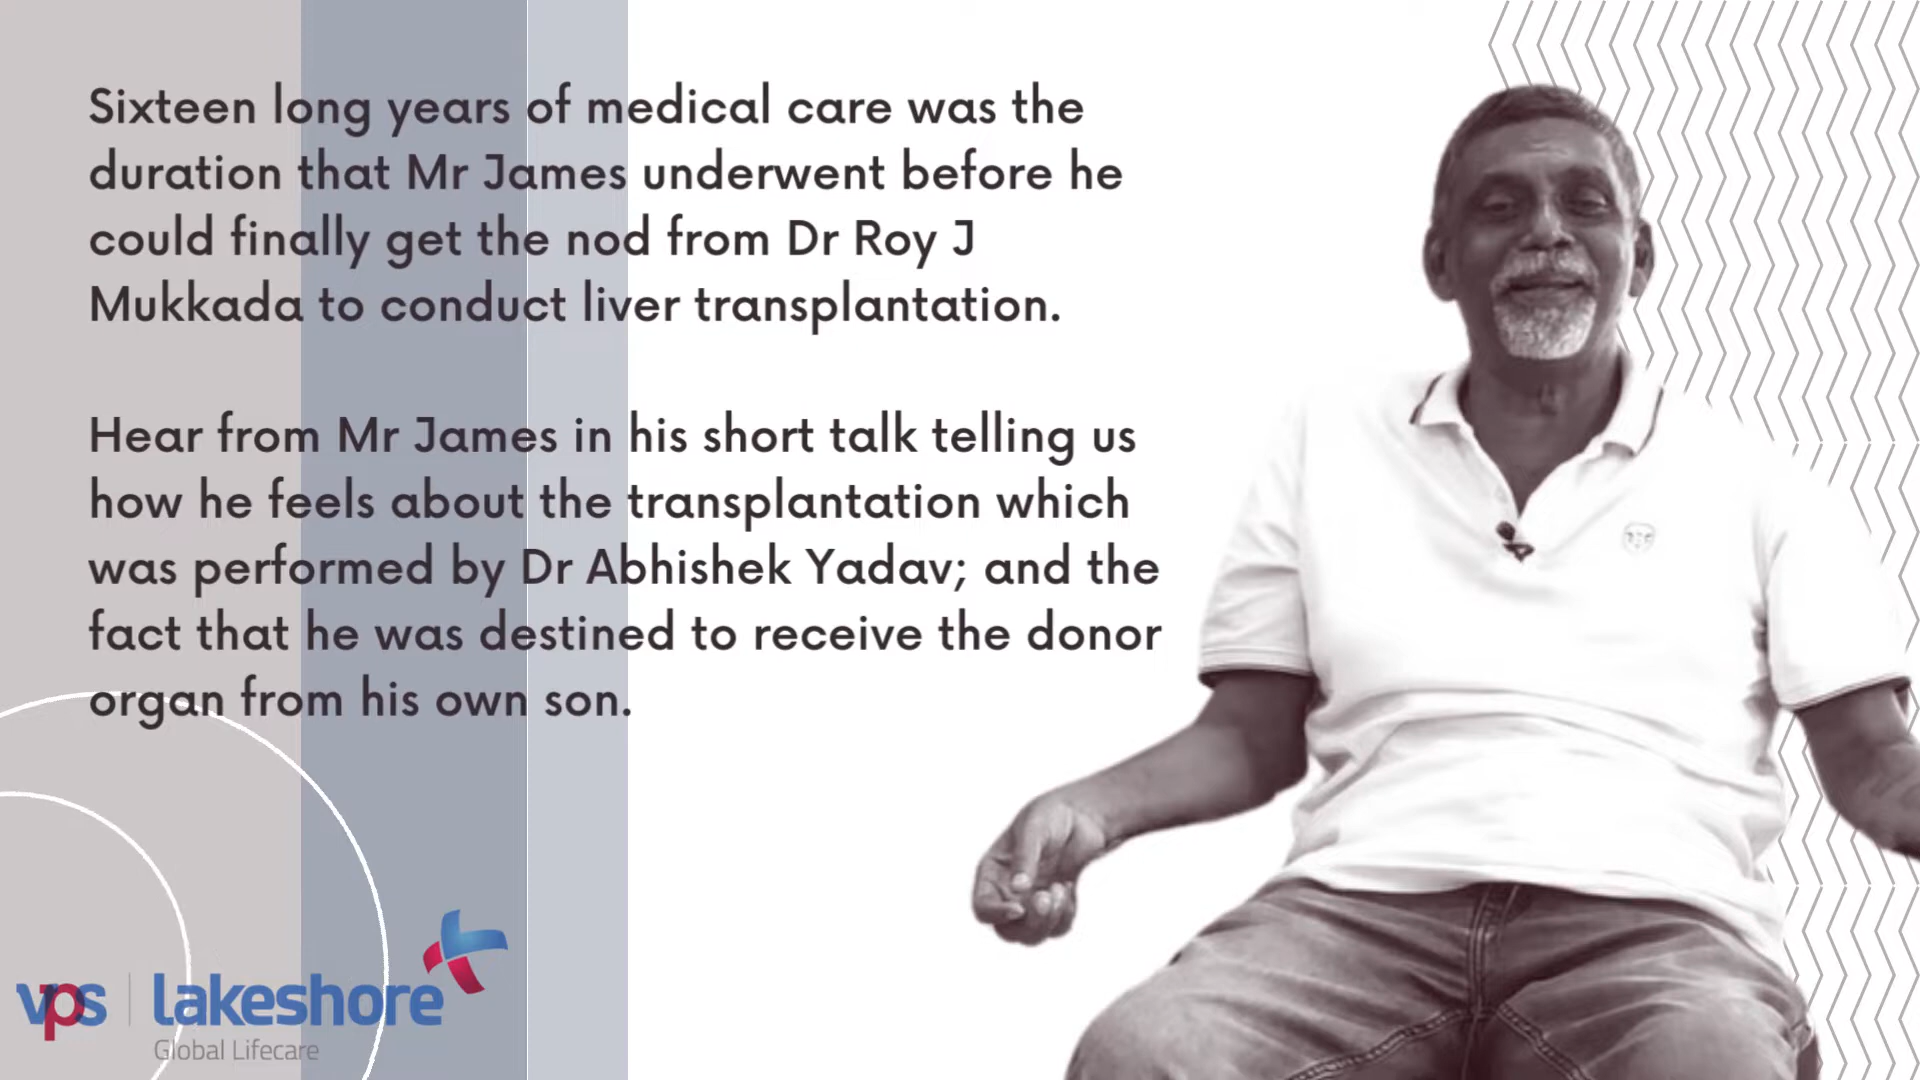 Sixteen long years of medical care was the
duration that Mr James underwent before he
could finally get the nod from Dr Roy J
Mukkada to conduct liver transplantation.
Hear from Mr James in his short talk telling us
how he feels about the transplantation which
was performed by Dr Abhishek Yadav; and the
fact that he was destined to receive the donor
organ from his own son.
vps lakeshore
Global Lifecare